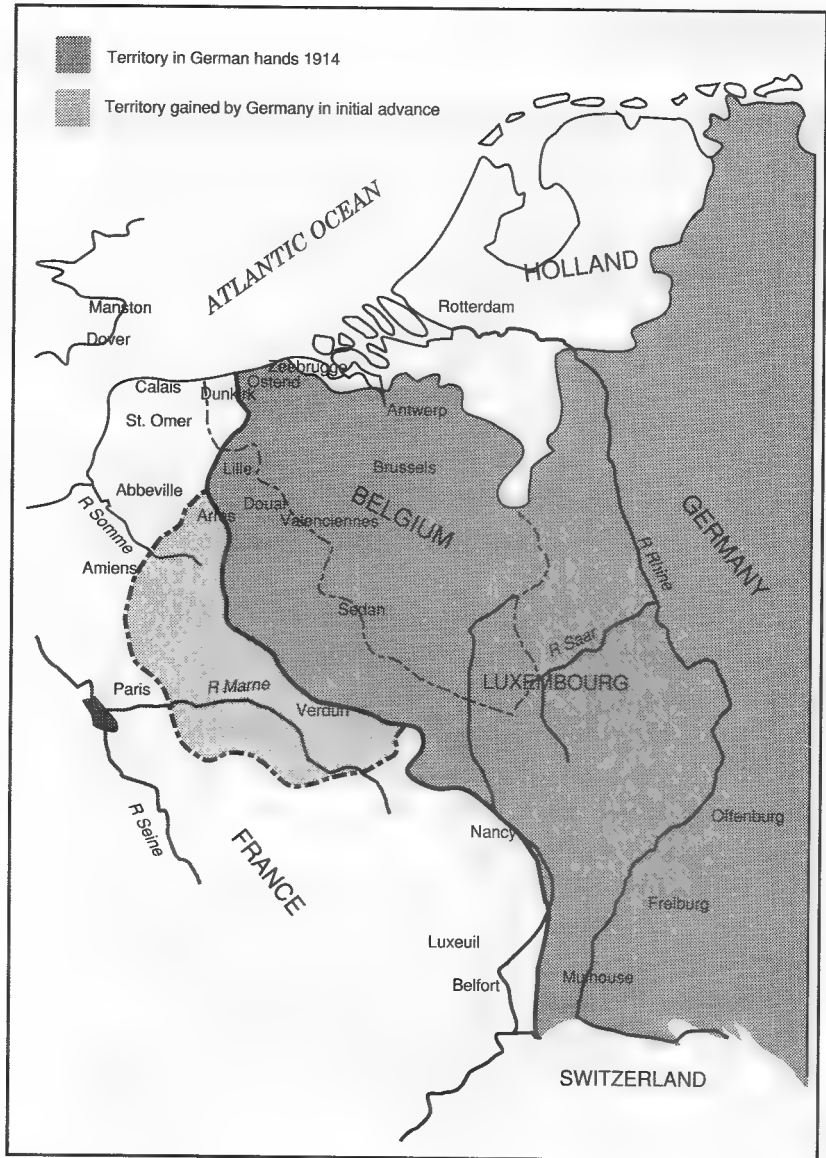 Territory in German hands 1914
Territory gained by Germany in initial advance
ATLANTIC OCEAN
HOLLAND
Rotterdam
Manston
Dover
Zeebrugge
Ostend
Calais
Dunkirk
Antwerp
St. Omer
Lille
Brussels
Abbeville
Douai
BELGIUM
Arras
Valenciennes
R Somme
GERMANY
R Rhine
Amiens
Sedan
R Saar
LUXEMBOURG
Paris
R Marne
Verdun
R Seine
Nancy
Offenburg
FRANCE
Freiburg
Luxeuil
Belfort
Mulhouse
SWITZERLAND